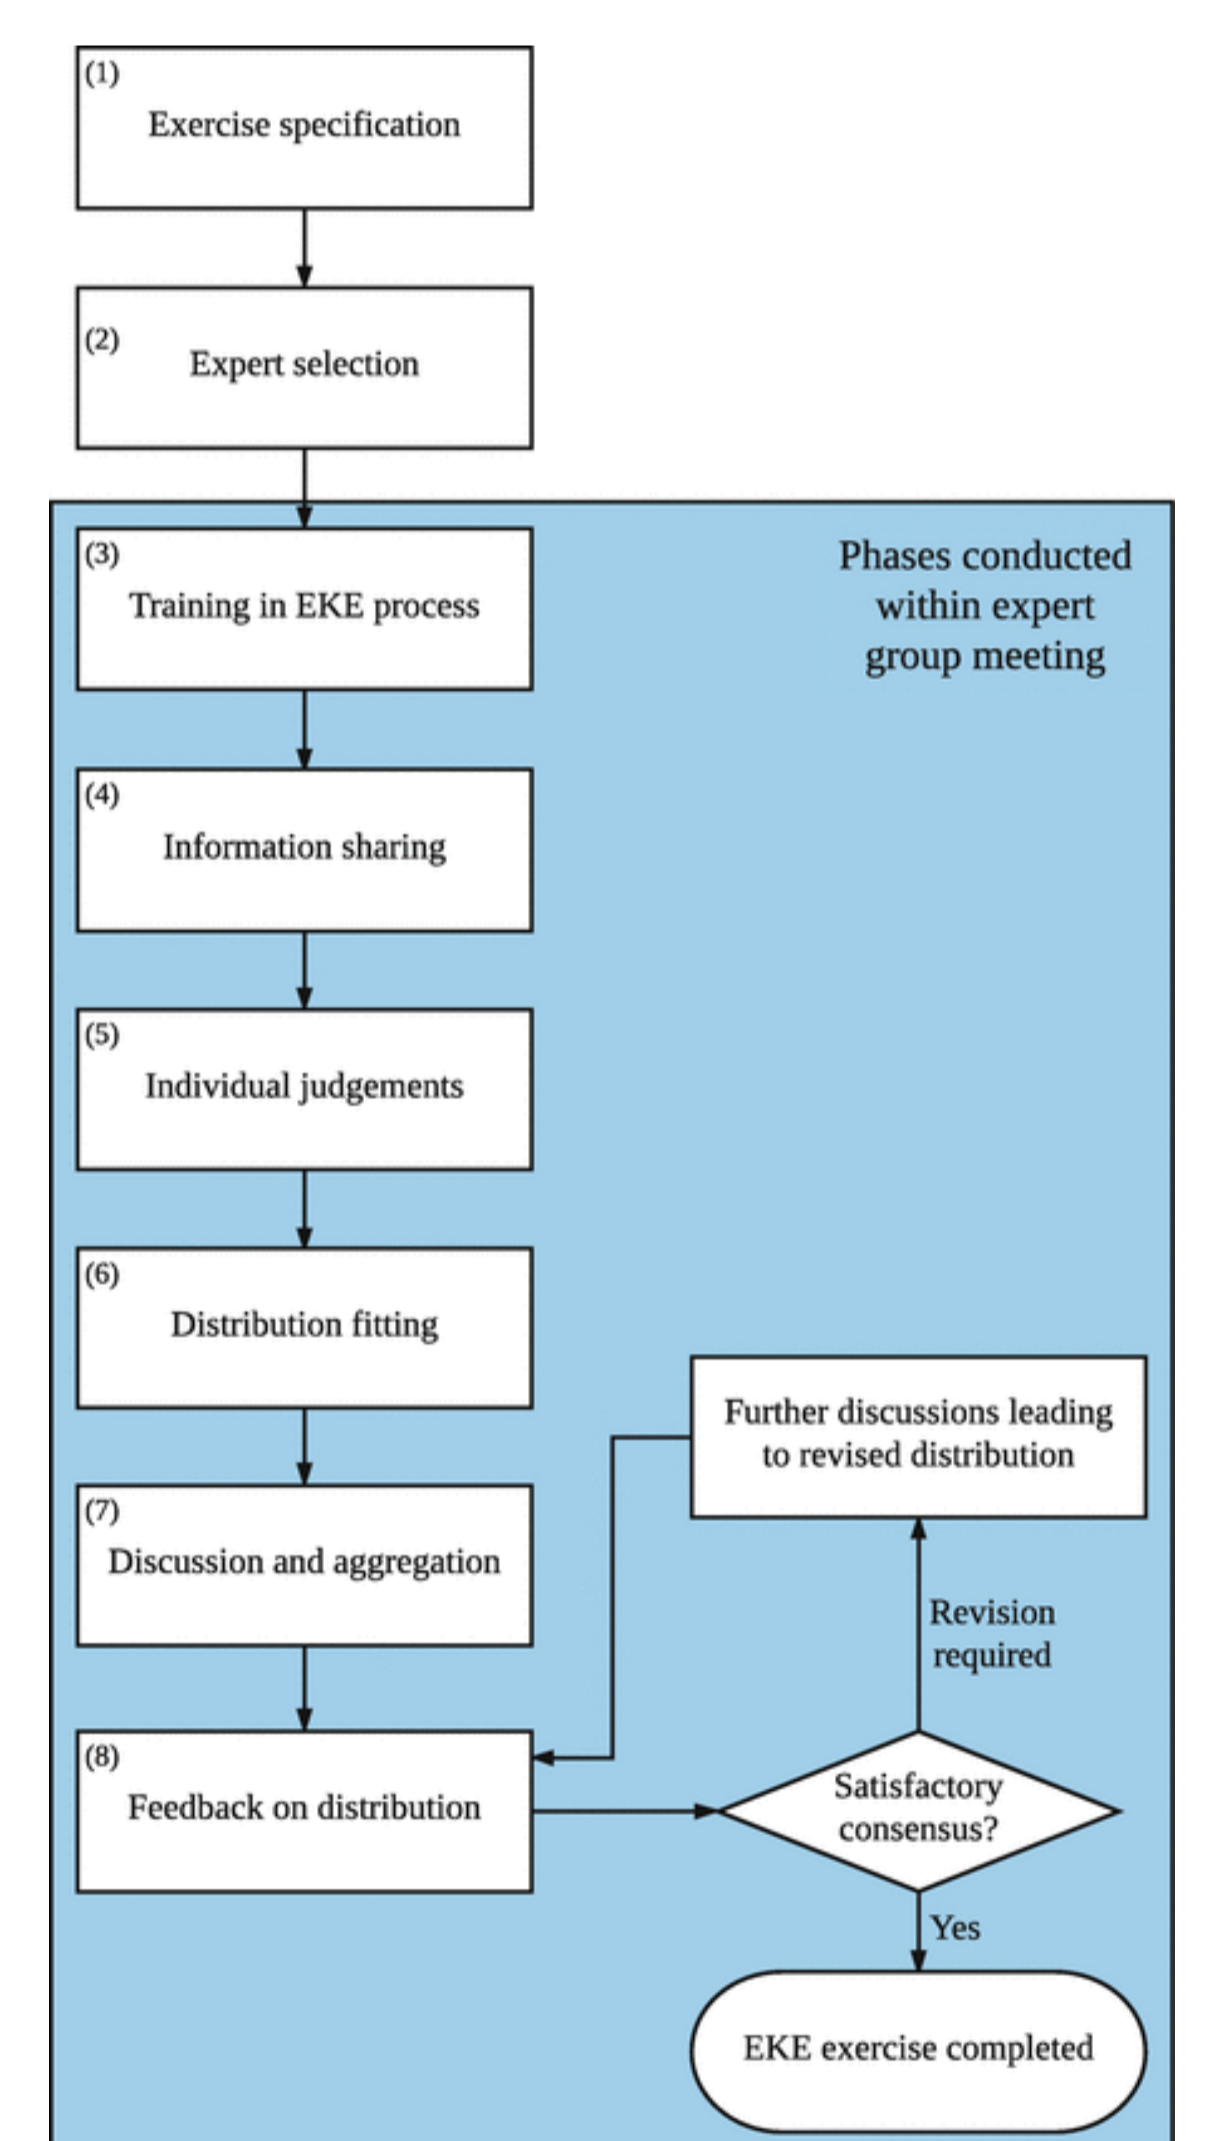 (1)
Exercise specification
(2)
Expert selection
(3)
Training in EKE process
Phases conducted
within expert
group meeting
(4)
Information sharing
(5)
Individual judgements
(6)
Distribution fitting
Further discussions leading
to revised distribution
(7)
Discussion and aggregation
Revision
required
(8)
Feedback on distribution
Satisfactory
consensus?
Yes
EKE exercise completed